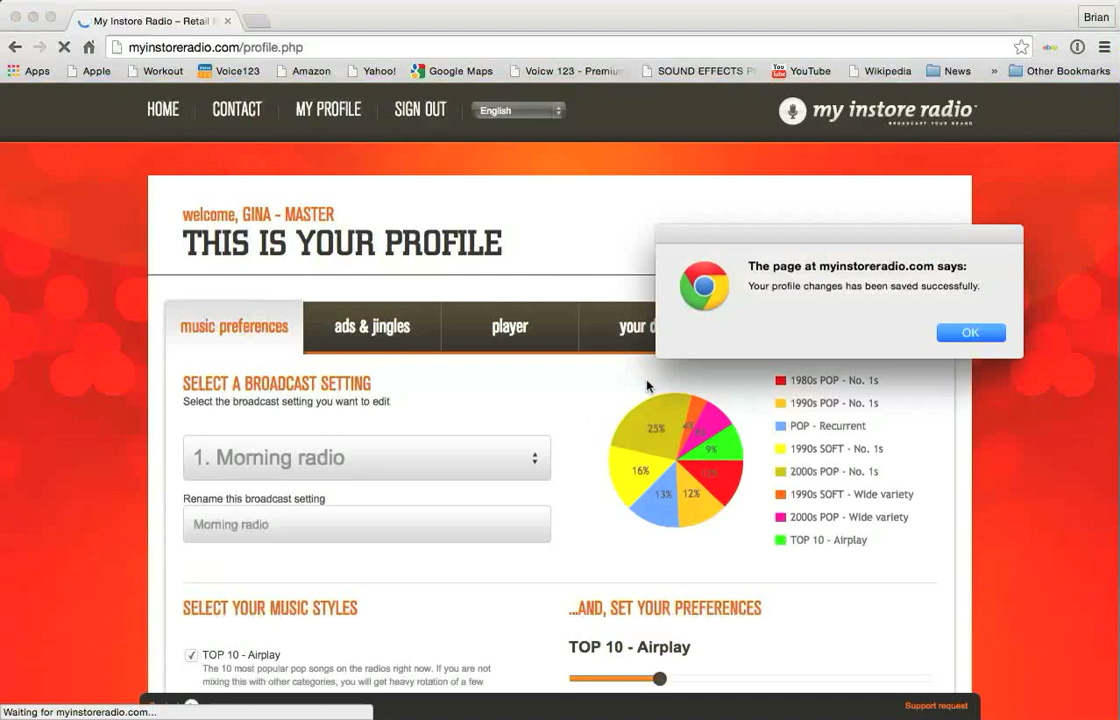 My Instore Radio – Retail
Brian
myinstoreradio.com/profile.php
Apps
Apple
Workout
Voice123
Amazon
Yahoo!
Google Maps
Voicw 123 - Premiu
SOUND EFFECTS
YouTube
Wikipedia
News
»
Other Bookmarks
HOME
CONTACT
MY PROFILE
SIGN OUT
English
my instore radio
BROADCAST YOUR BRAND
welcome, GINA - MASTER
THIS IS YOUR PROFILE
The page at myinstoreradio.com says:
Your profile changes has been saved successfully.
OK
music preferences
ads & jingles
player
your d
SELECT A BROADCAST SETTING
Select the broadcast setting you want to edit
1. Morning radio
Rename this broadcast setting
Morning radio
25%
4%
9%
16%
13%
12%
1980s POP - No. 1s
1990s POP - No. 1s
POP - Recurrent
1990s SOFT - No. 1s
2000s POP - No. 1s
1990s SOFT - Wide variety
2000s POP - Wide variety
TOP 10 - Airplay
SELECT YOUR MUSIC STYLES
...AND, SET YOUR PREFERENCES
TOP 10 - Airplay
The 10 most popular pop songs on the radios right now. If you are
not mixing this with other categories, you will get heavy rotation of a few
TOP 10 - Airplay
Support request
Waiting for myinstoreradio.com...